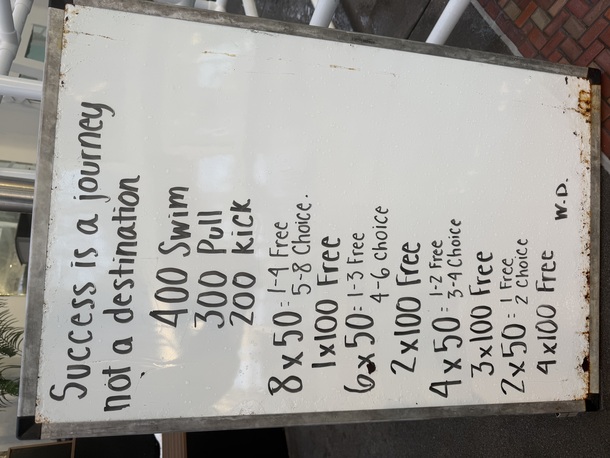 Success is a journey
not a destination
400 Swim
300 Pull
200 kick
8x50: 1-4 Free
5-8 Choice.
1x100 Free
6x50: 1-3 Free
4-6 choice
2x100 Free
4x50: 1-2 Free
3-4 Choice
3x100 Free
2x50: 1 Free
2 Choice
4x100 Free
W.D.